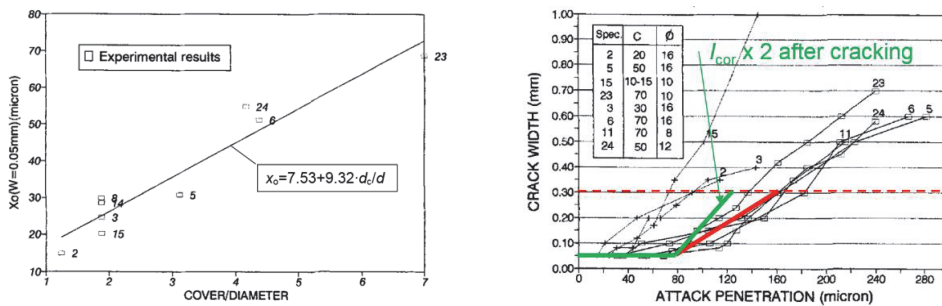 80
70
60
50
40
30
20
10
Xo(W=0.05mm)(micron)
Experimental results
23
24
6
5
8
14
3
15
2
xo=7.53+9.32·dc/d
1 2 3 4 5 6 7
COVER/DIAMETER
1.00
0.90
0.80
0.70
0.60
0.50
0.40
0.30
0.20
0.10
0.00
CRACK WIDTH (mm)
Spec. C Ø
2 20 16
5 50 16
15 10-15 10
23 70 10
3 30 16
6 70 16
11 70 8
24 50 12
Icor x 2 after cracking
23
24 6 5
15
11
2
3
0 40 80 120 160 200 240 280
ATTACK PENETRATION (micron)